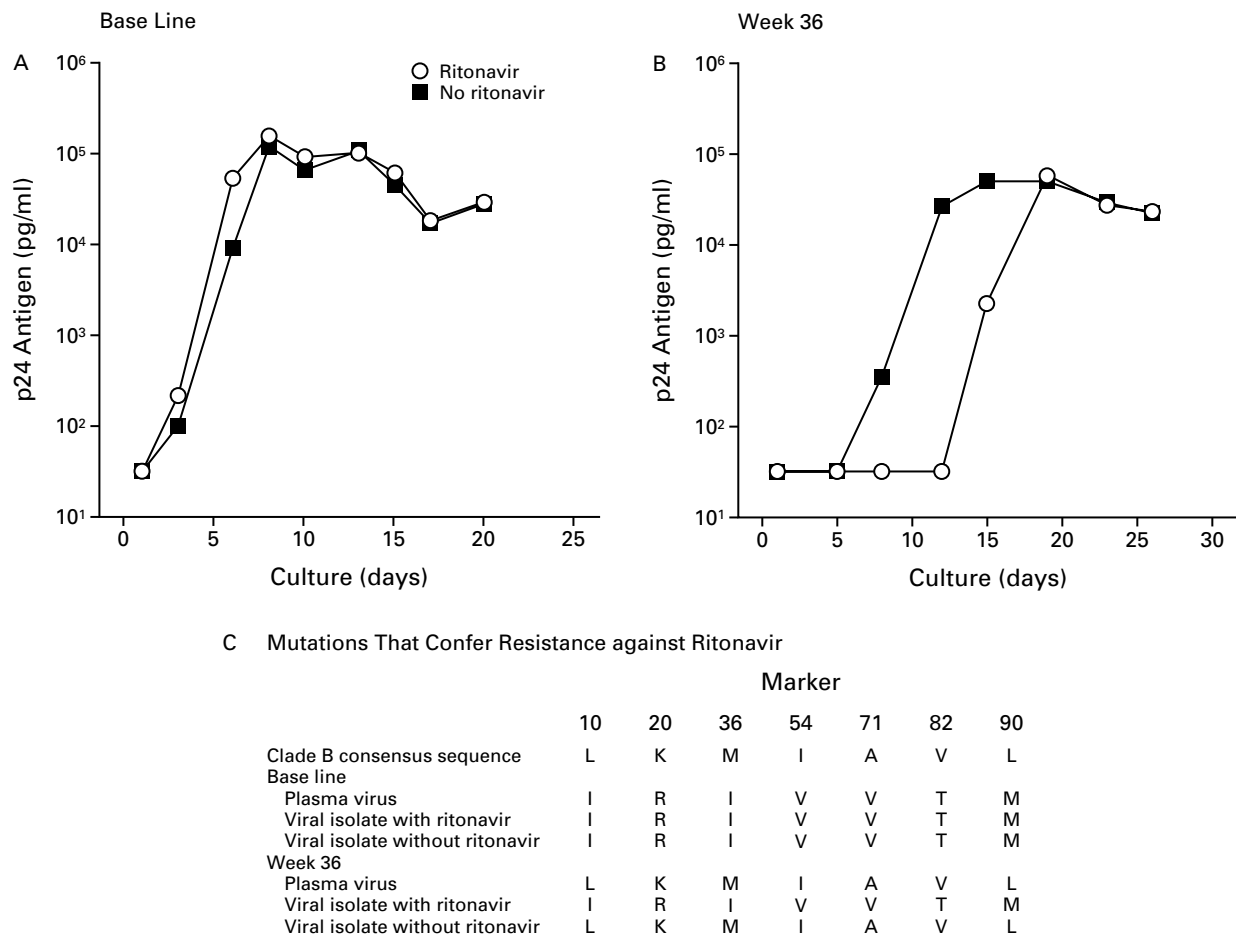 Base Line
A
10⁶
10⁵
10⁴
10³
10²
10¹
p24 Antigen (pg/ml)
Ritonavir
No ritonavir
0 5 10 15 20 25
Culture (days)
Week 36
B
10⁶
10⁵
10⁴
10³
10²
10¹
p24 Antigen (pg/ml)
0 5 10 15 20 25 30
Culture (days)
C Mutations That Confer Resistance against Ritonavir
Marker
10 20 36 54 71 82 90
Clade B consensus sequence L K M I A V L
Base line
Plasma virus I R I V V T M
Viral isolate with ritonavir I R I V V T M
Viral isolate without ritonavir I R I V V T M
Week 36
Plasma virus L K M I A V L
Viral isolate with ritonavir I R I V V T M
Viral isolate without ritonavir L K M I A V L